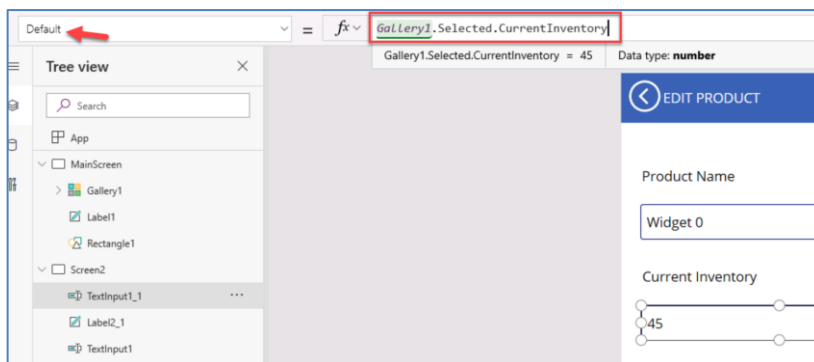 Default
= fx Gallery1.Selected.CurrentInventory
Gallery1.Selected.CurrentInventory = 45 Data type: number
Tree view
Search
App
MainScreen
Gallery1
Label1
Rectangle1
Screen2
TextInput1_1 ...
Label2_1
TextInput1
EDIT PRODUCT
Product Name
Widget 0
Current Inventory
45